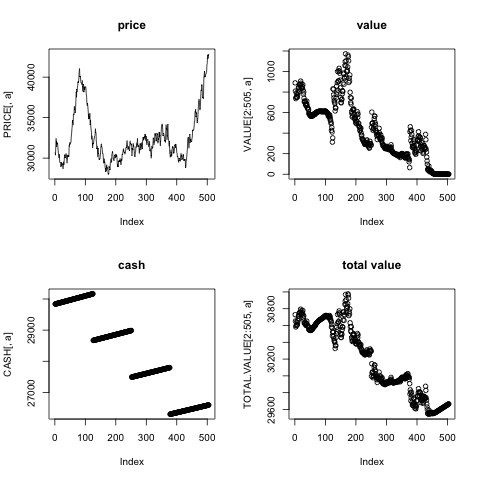 price
PRICE[, a]
30000 35000 40000
0 100 200 300 400 500
Index
value
VALUE[2:505, a]
0 200 600 1000
0 100 200 300 400 500
Index
cash
CASH[, a]
27000 29000
0 100 200 300 400 500
Index
total value
TOTAL.VALUE[2:505, a]
29600 30200 30800
0 100 200 300 400 500
Index